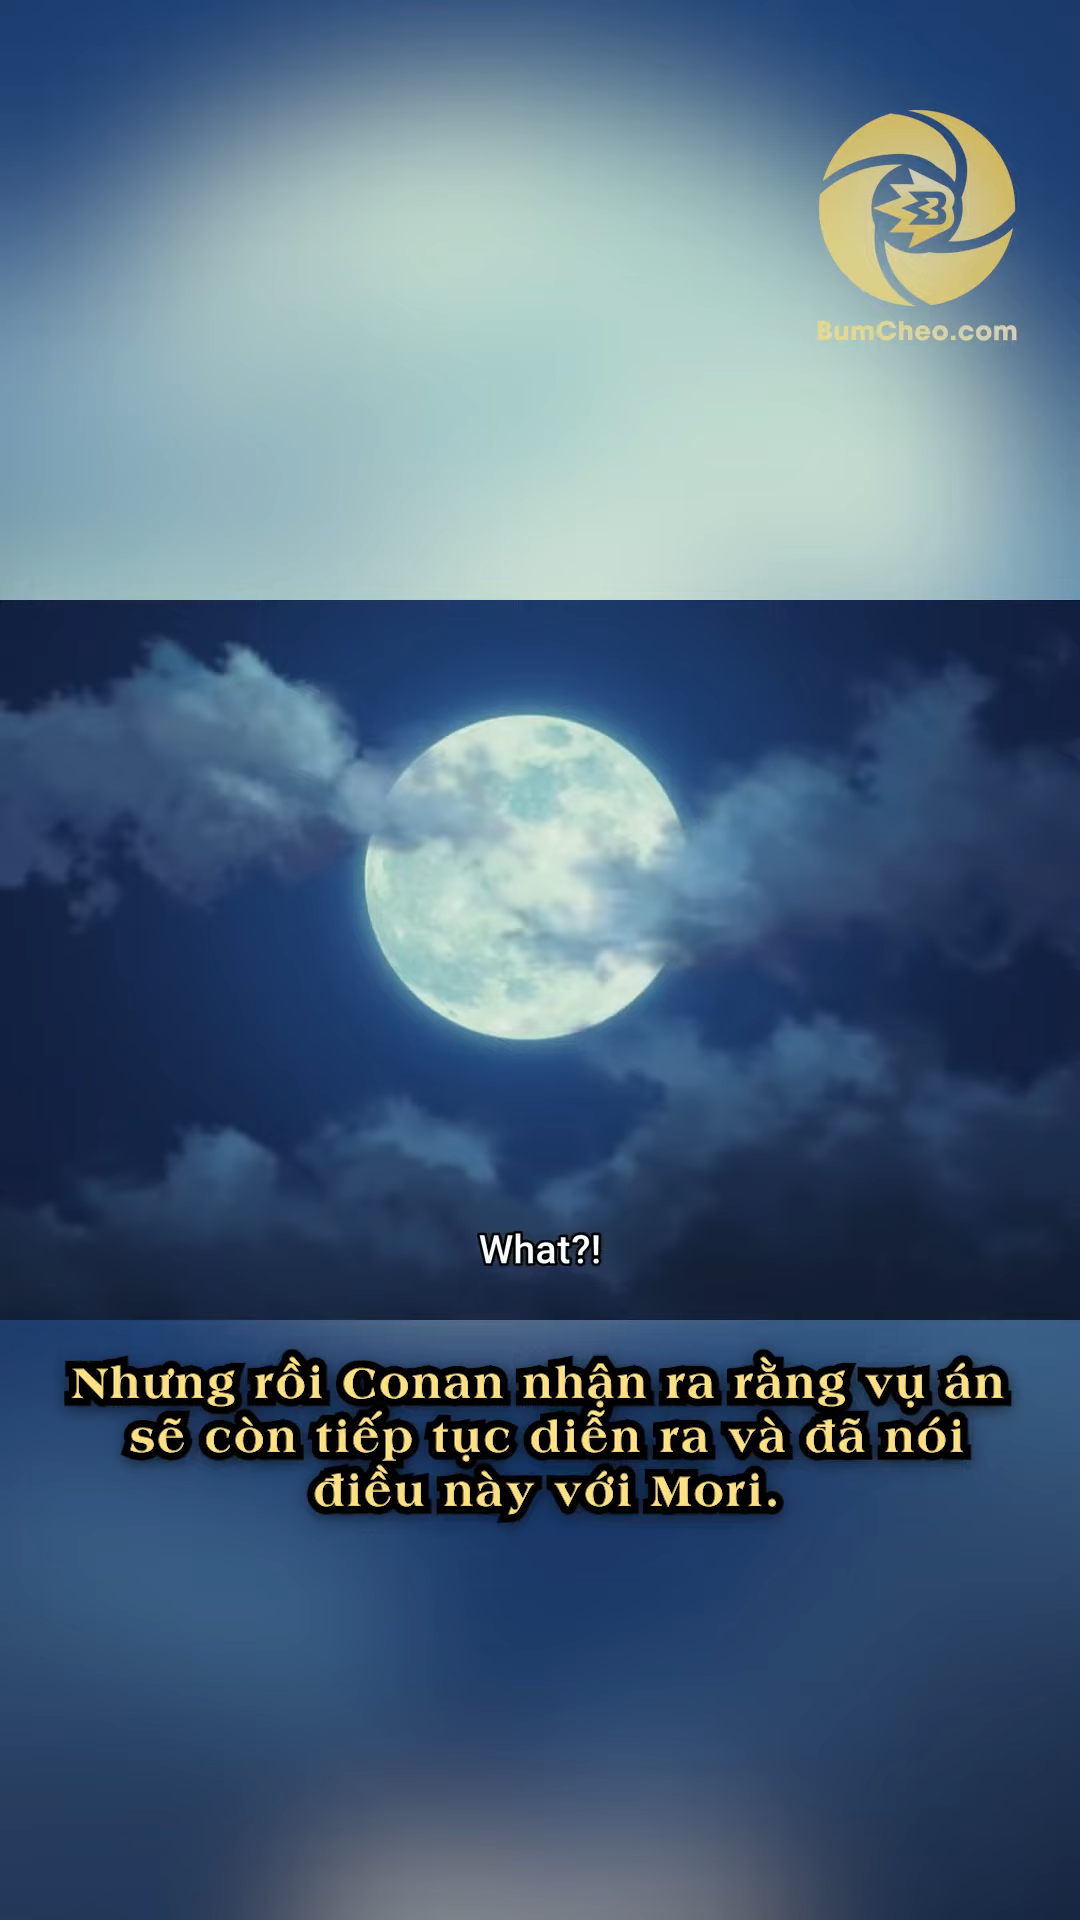 B
BumCheo.com
What?!
Nhưng rồi Conan nhận ra rằng vụ án
sẽ còn tiếp tục diễn ra và đã nói
điều này với Mori.